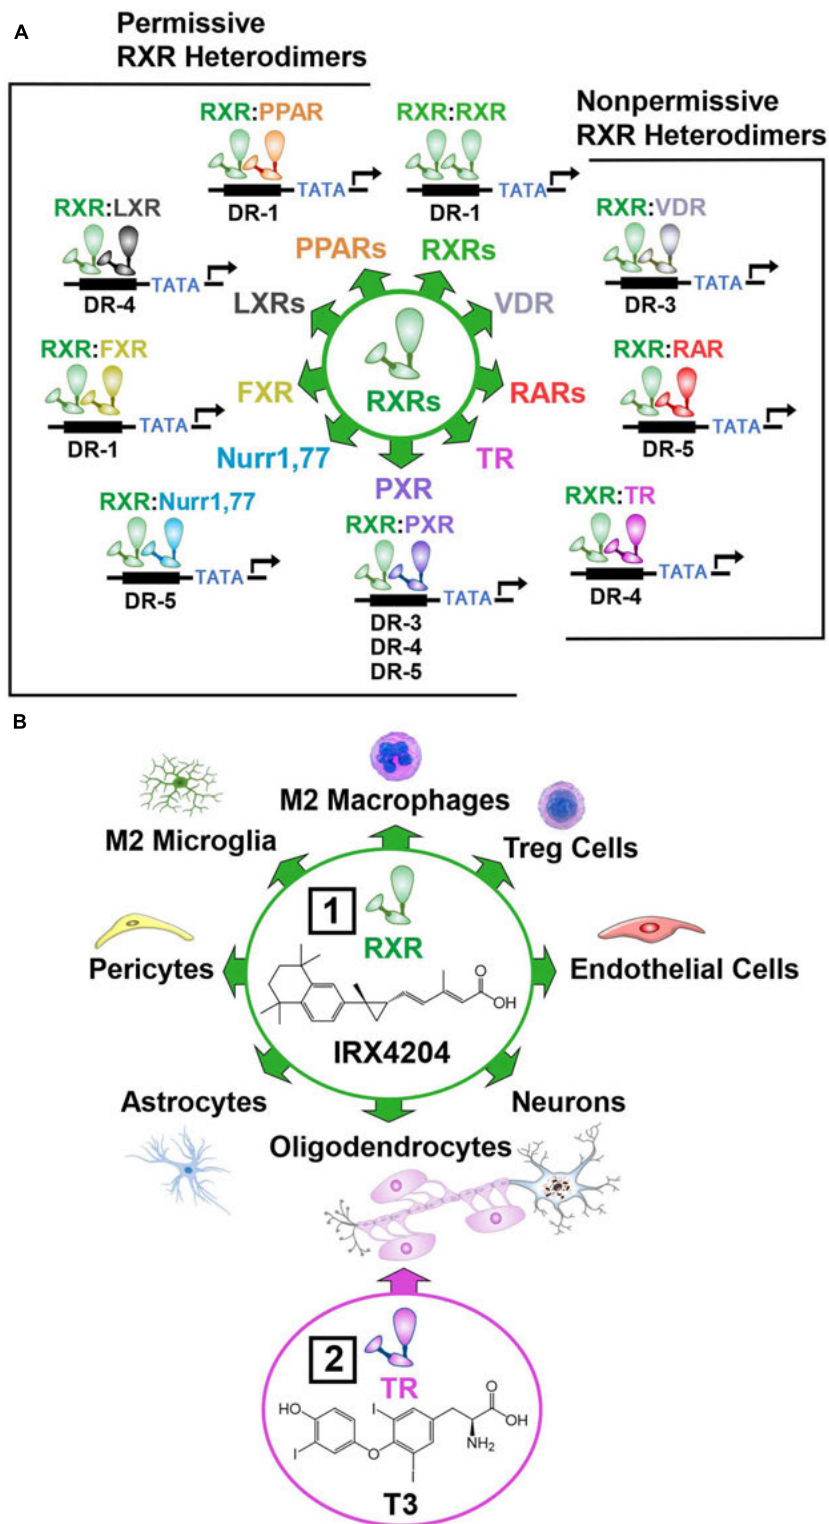 A
Permissive
RXR Heterodimers
Nonpermissive
RXR Heterodimers
RXR:PPAR
TATA
DR-1
RXR:RXR
TATA
DR-1
RXR:LXR
TATA
DR-4
RXR:VDR
TATA
DR-3
RXR:FXR
TATA
DR-1
RXR:RAR
TATA
DR-5
PPARs
RXRs
LXRs
VDR
FXR
RXRs
RARs
Nurr1,77
TR
PXR
RXR:Nurr1,77
TATA
DR-5
RXR:PXR
TATA
DR-3
DR-4
DR-5
RXR:TR
TATA
DR-4
B
M2 Macrophages
M2 Microglia
Treg Cells
1
RXR
Pericytes
Endothelial Cells
O
OH
IRX4204
Astrocytes
Neurons
Oligodendrocytes
2
TR
HO
I
O
I
I
O
OH
NH2
T3